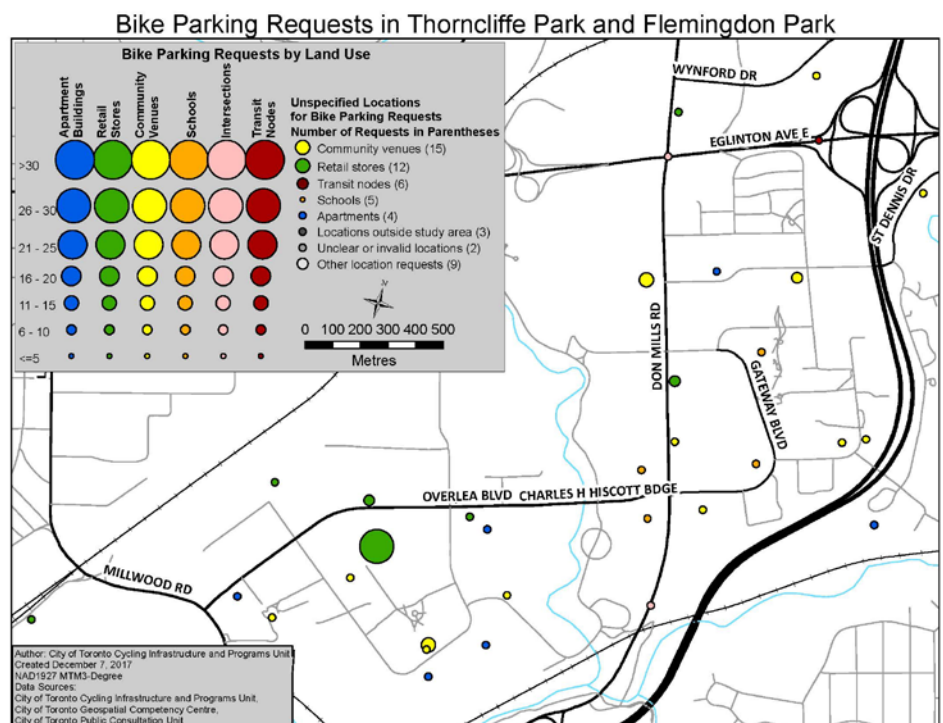 Bike Parking Requests in Thorncliffe Park and Flemingdon Park
Bike Parking Requests by Land Use
Apartment
Buildings
Retail
Stores
Community
Venues
Schools
Intersections
Transit
Nodes
>30
26 - 30
21 - 25
16 - 20
11 - 15
6 - 10
<=5
Unspecified Locations
for Bike Parking Requests
Number of Requests in Parentheses
Community venues (15)
Retail stores (12)
Transit nodes (6)
Schools (5)
Apartments (4)
Locations outside study area (3)
Unclear or invalid locations (2)
Other location requests (9)
N
0 100 200 300 400 500
Metres
WYNFORD DR
EGLINTON AVE E
ST DENNIS DR
DON MILLS RD
GATEWAY BLVD
OVERLEA BLVD CHARLES H HISCOTT BDGE
MILLWOOD RD
Author: City of Toronto Cycling Infrastructure and Programs Unit
Created December 7, 2017
NAD1927 MTM3-Degree
Data Sources:
City of Toronto Cycling Infrastructure and Programs Unit,
City of Toronto Geospatial Competency Centre,
City of Toronto Public Consultation Unit